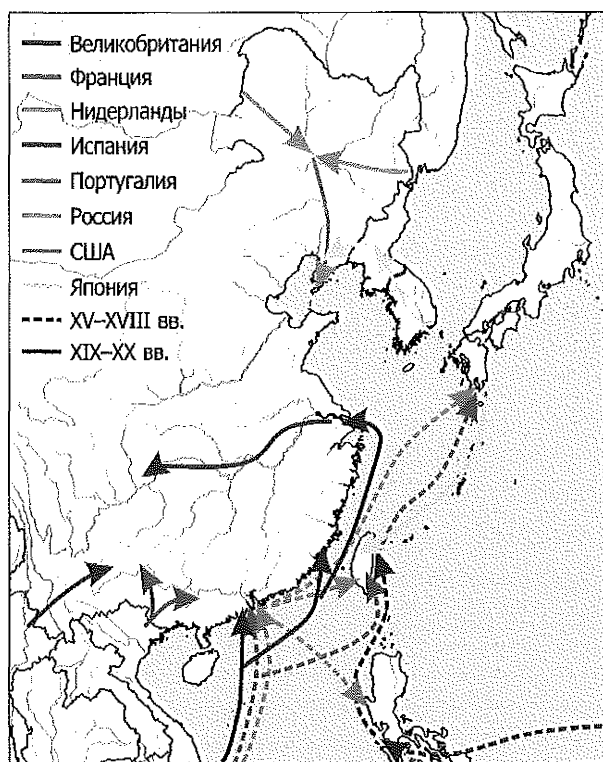 Великобритания
Франция
Нидерланды
Испания
Португалия
Россия
США
Япония
XV–XVIII вв.
XIX–XX вв.